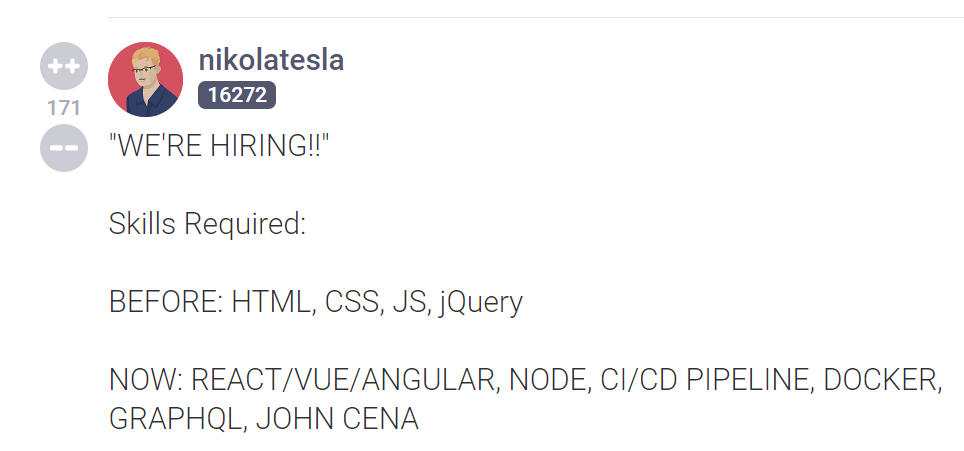 ++
nikolatesla
16272
171
--
"WE'RE HIRING!!"
Skills Required:
BEFORE: HTML, CSS, JS, jQuery
NOW: REACT/VUE/ANGULAR, NODE, CI/CD PIPELINE, DOCKER,
GRAPHQL, JOHN CENA